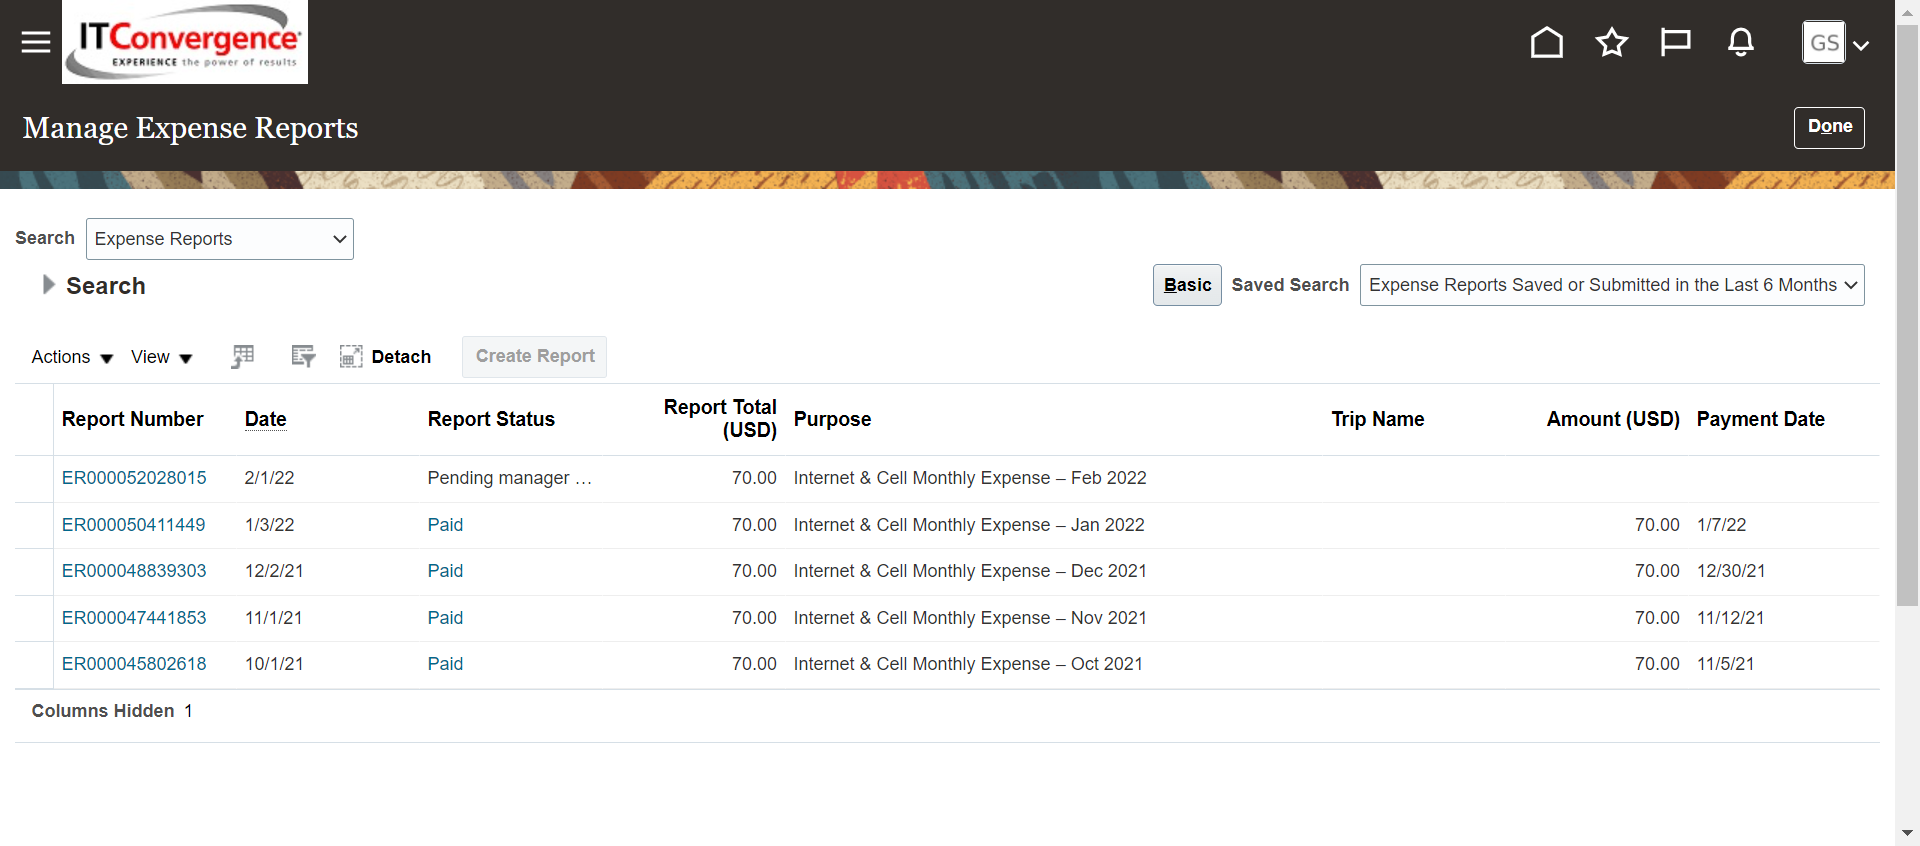 ITConvergence
EXPERIENCE the power of results
GS
Manage Expense Reports
Done
Search Expense Reports
Search
Basic Saved Search Expense Reports Saved or Submitted in the Last 6 Months
Actions View Detach Create Report
Report Number Date Report Status Report Total (USD) Purpose Trip Name Amount (USD) Payment Date
ER000052028015 2/1/22 Pending manager … 70.00 Internet & Cell Monthly Expense – Feb 2022
ER000050411449 1/3/22 Paid 70.00 Internet & Cell Monthly Expense – Jan 2022 70.00 1/7/22
ER000048839303 12/2/21 Paid 70.00 Internet & Cell Monthly Expense – Dec 2021 70.00 12/30/21
ER000047441853 11/1/21 Paid 70.00 Internet & Cell Monthly Expense – Nov 2021 70.00 11/12/21
ER000045802618 10/1/21 Paid 70.00 Internet & Cell Monthly Expense – Oct 2021 70.00 11/5/21
Columns Hidden 1